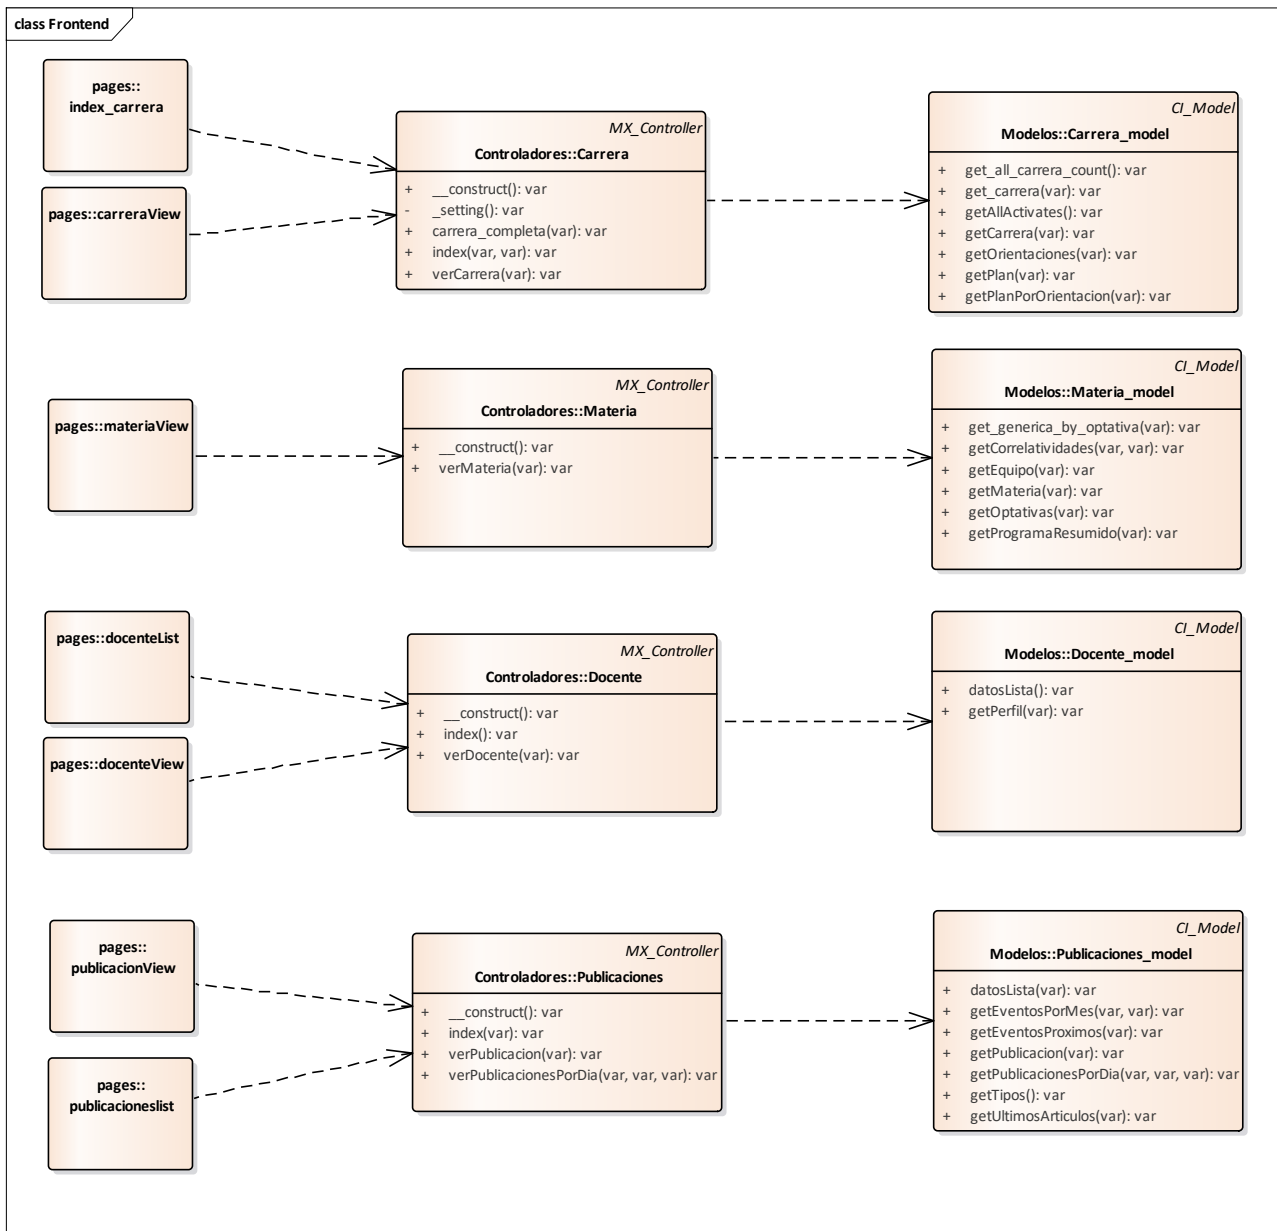 class Frontend
pages::
index_carrera
pages::carreraView
MX_Controller
Controladores::Carrera
+ __construct(): var
- _setting(): var
+ carrera_completa(var): var
+ index(var, var): var
+ verCarrera(var): var
CI_Model
Modelos::Carrera_model
+ get_all_carrera_count(): var
+ get_carrera(var): var
+ getAllActivates(): var
+ getCarrera(var): var
+ getOrientaciones(var): var
+ getPlan(var): var
+ getPlanPorOrientacion(var): var
pages::materiaView
MX_Controller
Controladores::Materia
+ __construct(): var
+ verMateria(var): var
CI_Model
Modelos::Materia_model
+ get_generica_by_optativa(var): var
+ getCorrelatividades(var, var): var
+ getEquipo(var): var
+ getMateria(var): var
+ getOptativas(var): var
+ getProgramaResumido(var): var
pages::docenteList
pages::docenteView
MX_Controller
Controladores::Docente
+ __construct(): var
+ index(): var
+ verDocente(var): var
CI_Model
Modelos::Docente_model
+ datosLista(): var
+ getPerfil(var): var
pages::
publicacionView
pages::
publicacioneslist
MX_Controller
Controladores::Publicaciones
+ __construct(): var
+ index(var): var
+ verPublicacion(var): var
+ verPublicacionesPorDia(var, var, var): var
CI_Model
Modelos::Publicaciones_model
+ datosLista(var): var
+ getEventosPorMes(var, var): var
+ getEventosProximos(var): var
+ getPublicacion(var): var
+ getPublicacionesPorDia(var, var, var): var
+ getTipos(): var
+ getUltimosArticulos(var): var